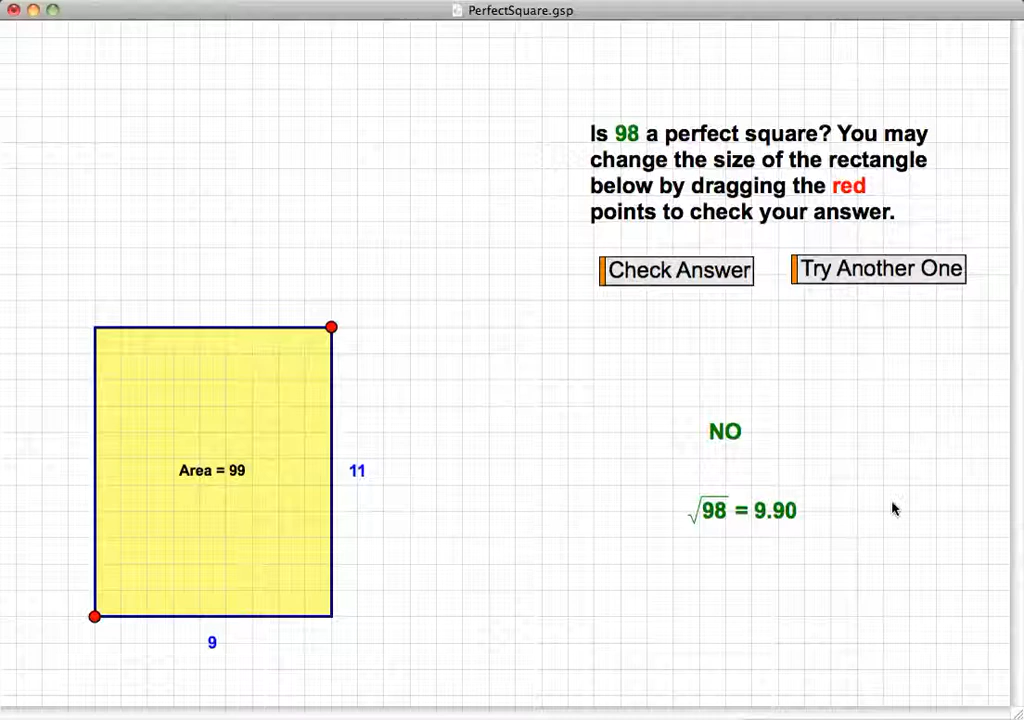 PerfectSquare.gsp
Is 98 a perfect square? You may
change the size of the rectangle
below by dragging the red
points to check your answer.
Check Answer
Try Another One
Area = 99
11
9
NO
√98 = 9.90